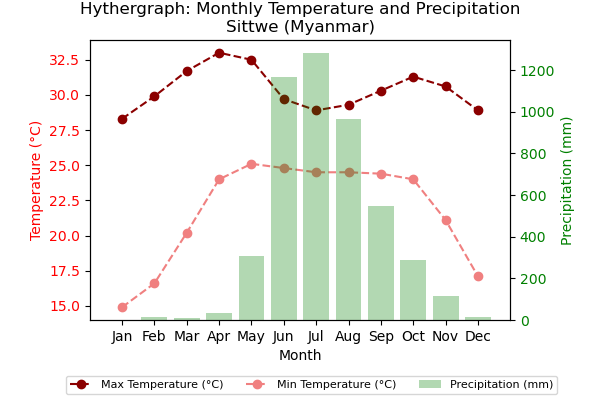 Hythergraph: Monthly Temperature and Precipitation
Sittwe (Myanmar)
32.5
30.0
27.5
25.0
22.5
20.0
17.5
15.0
Temperature (°C)
1200
1000
800
600
400
200
0
Precipitation (mm)
Jan Feb Mar Apr May Jun Jul Aug Sep Oct Nov Dec
Month
Max Temperature (°C) Min Temperature (°C) Precipitation (mm)